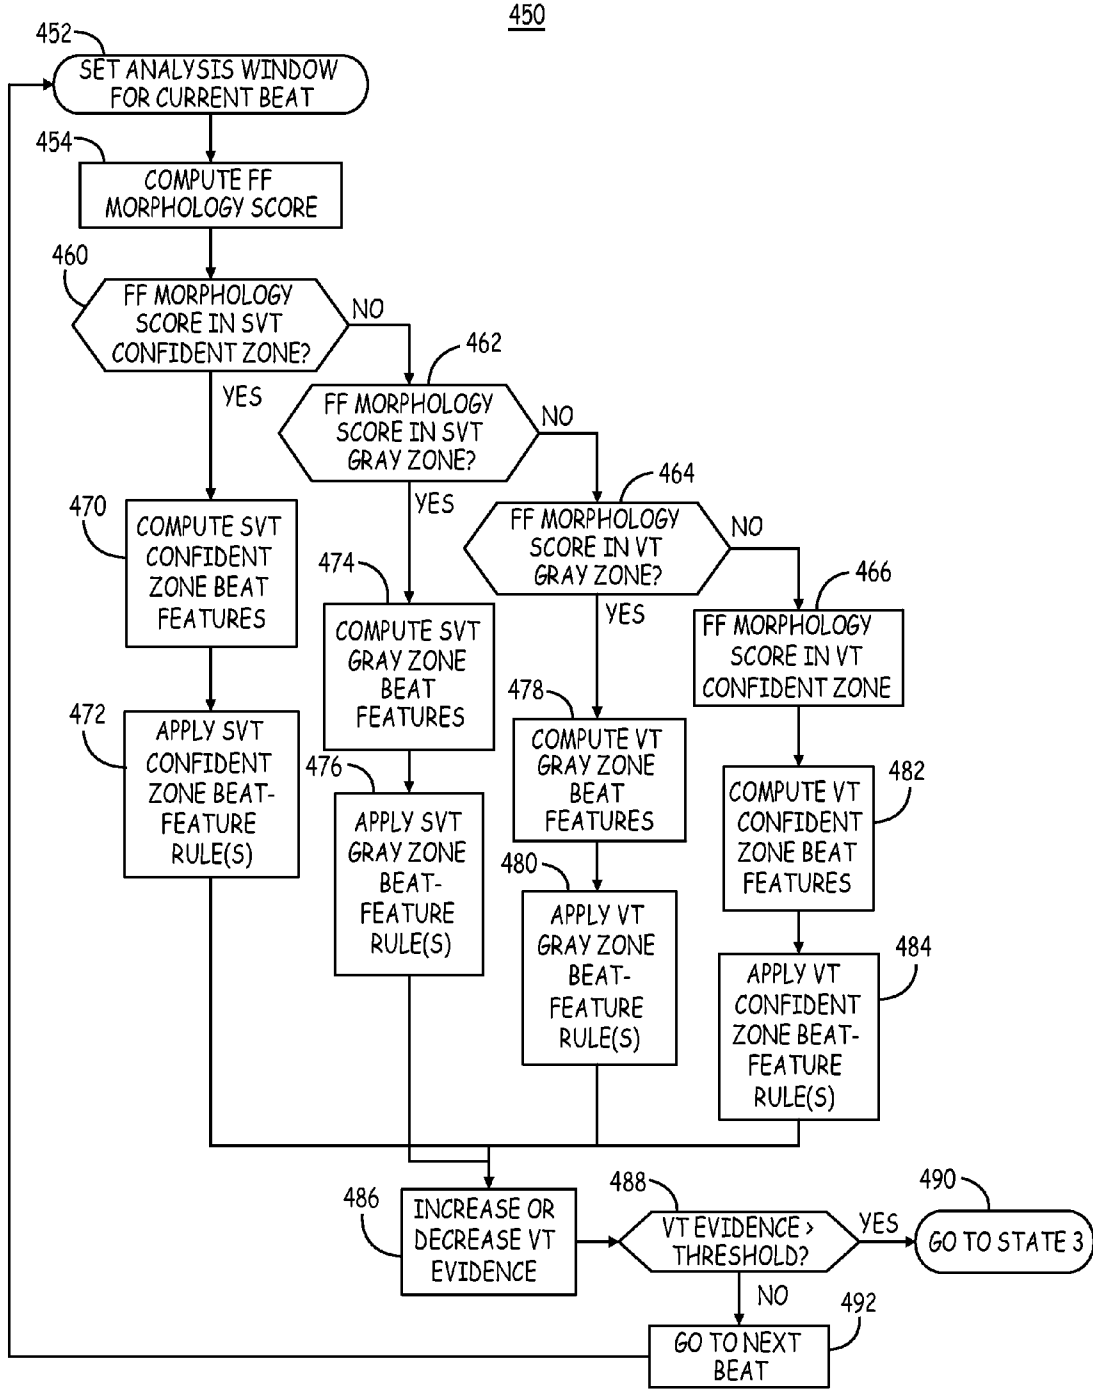 450
452
SET ANALYSIS WINDOW
FOR CURRENT BEAT
454
COMPUTE FF
MORPHOLOGY SCORE
460
FF MORPHOLOGY
SCORE IN SVT
CONFIDENT ZONE?
NO
YES
462
FF MORPHOLOGY
SCORE IN SVT
GRAY ZONE?
NO
YES
464
FF MORPHOLOGY
SCORE IN VT
GRAY ZONE?
NO
YES
466
FF MORPHOLOGY
SCORE IN VT
CONFIDENT ZONE
470
COMPUTE SVT
CONFIDENT
ZONE BEAT
FEATURES
472
APPLY SVT
CONFIDENT
ZONE BEAT-
FEATURE
RULE(S)
474
COMPUTE SVT
GRAY ZONE
BEAT
FEATURES
476
APPLY SVT
GRAY ZONE
BEAT-
FEATURE
RULE(S)
478
COMPUTE VT
GRAY ZONE
BEAT
FEATURES
480
APPLY VT
GRAY ZONE
BEAT-
FEATURE
RULE(S)
482
COMPUTE VT
CONFIDENT
ZONE BEAT
FEATURES
484
APPLY VT
CONFIDENT
ZONE BEAT-
FEATURE
RULE(S)
486
INCREASE OR
DECREASE VT
EVIDENCE
488
VT EVIDENCE >
THRESHOLD?
YES
NO
490
GO TO STATE 3
492
GO TO NEXT
BEAT